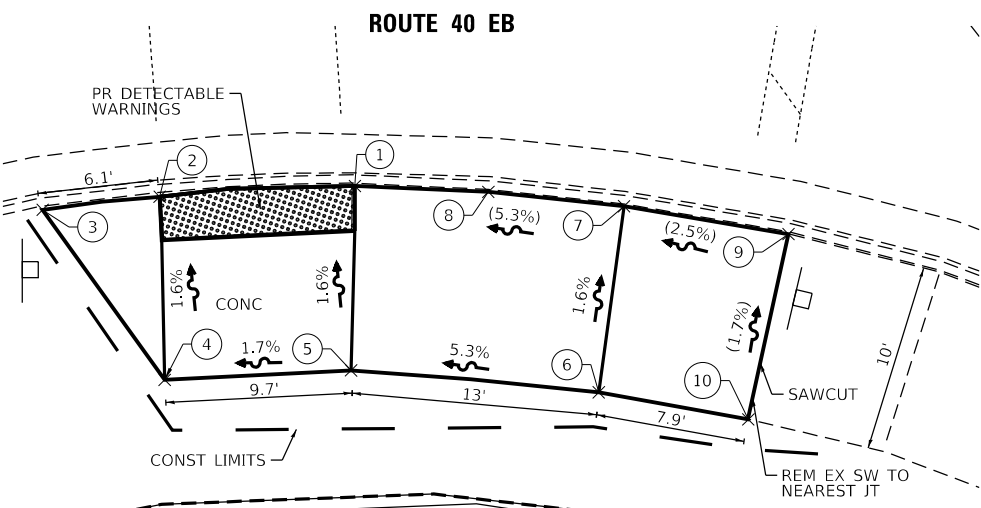 ROUTE 40 EB
PR DETECTABLE
WARNINGS
1
2
6.1'
3
8
(5.3%)
7
(2.5%)
9
1.6%
CONC
1.6%
1.6%
(1.7%)
10'
4
1.7%
5
5.3%
6
10
SAWCUT
9.7'
13'
7.9'
CONST LIMITS
REM EX SW TO
NEAREST JT